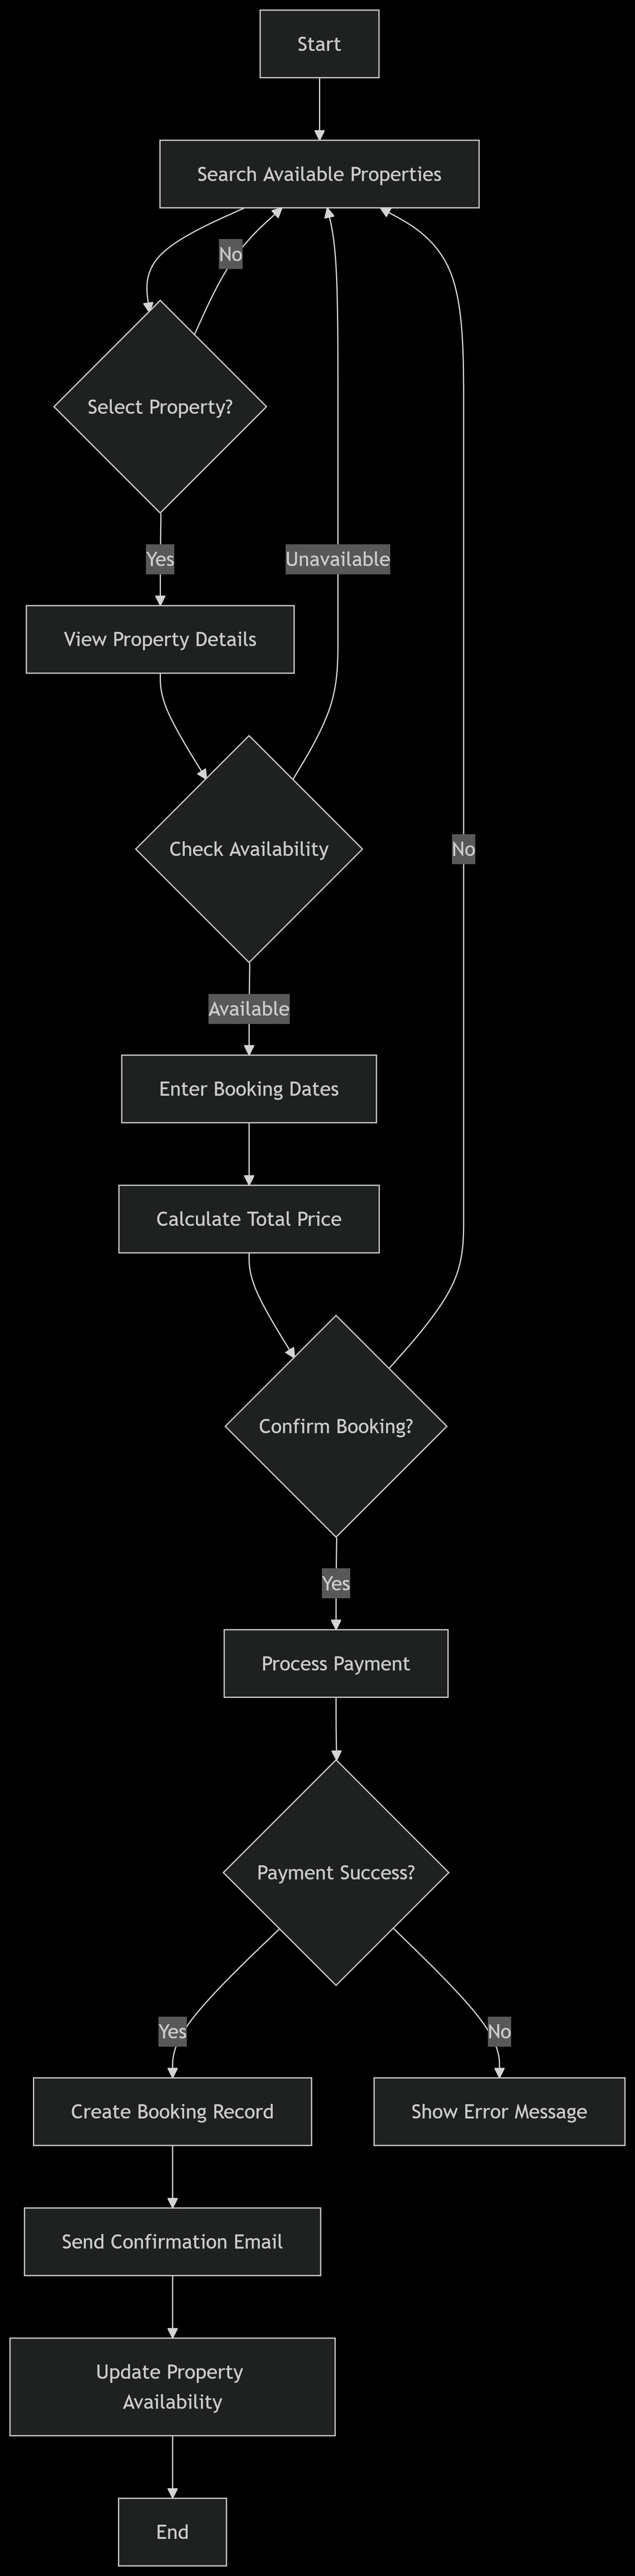 Start
Search Available Properties
No
Select Property?
Yes
Unavailable
View Property Details
Check Availability
No
Available
Enter Booking Dates
Calculate Total Price
Confirm Booking?
Yes
Process Payment
Payment Success?
Yes
No
Create Booking Record
Show Error Message
Send Confirmation Email
Update Property
Availability
End